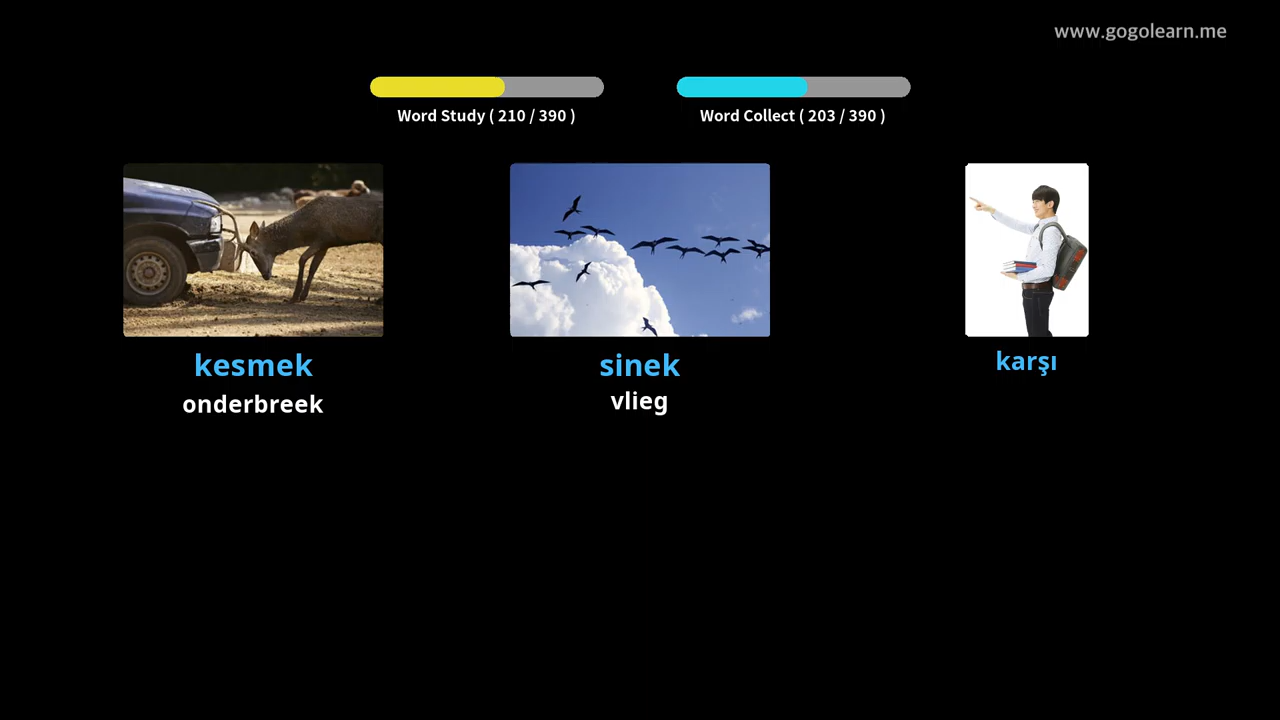 www.gogolearn.me
Word Study ( 210 / 390 )
Word Collect ( 203 / 390 )
kesmek
onderbreek
sinek
vlieg
karşı